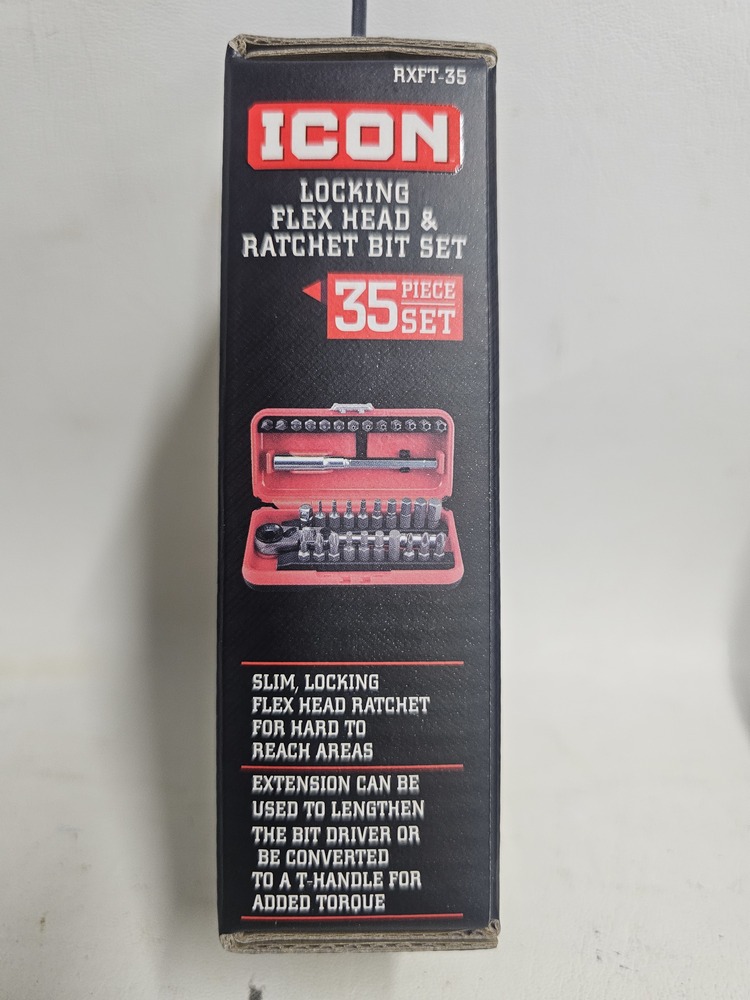 RXFT-35
ICON
LOCKING
FLEX HEAD &
RATCHET BIT SET
35 PIECE
SET
SLIM, LOCKING
FLEX HEAD RATCHET
FOR HARD TO
REACH AREAS
EXTENSION CAN BE
USED TO LENGTHEN
THE BIT DRIVER OR
BE CONVERTED
TO A T-HANDLE FOR
ADDED TORQUE